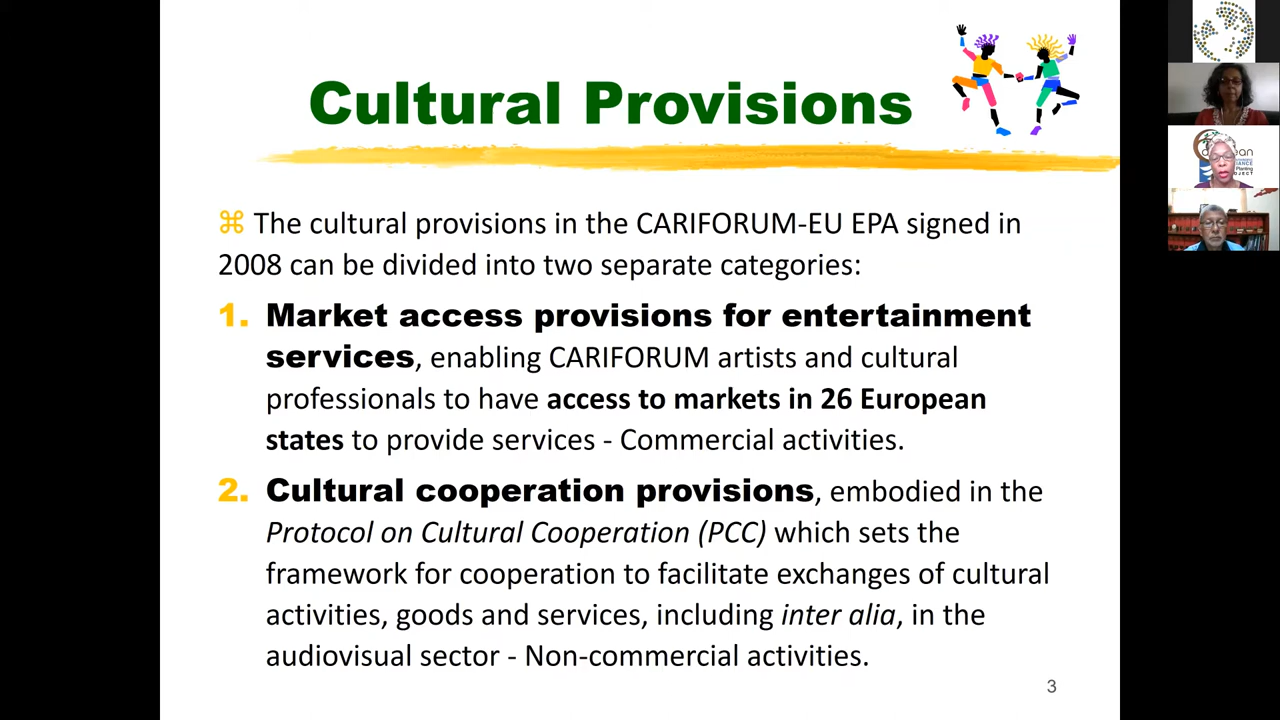 Cultural Provisions
⌘ The cultural provisions in the CARIFORUM-EU EPA signed in
2008 can be divided into two separate categories:
1. Market access provisions for entertainment
services, enabling CARIFORUM artists and cultural
professionals to have access to markets in 26 European
states to provide services - Commercial activities.
2. Cultural cooperation provisions, embodied in the
Protocol on Cultural Cooperation (PCC) which sets the
framework for cooperation to facilitate exchanges of cultural
activities, goods and services, including inter alia, in the
audiovisual sector - Non-commercial activities.
3